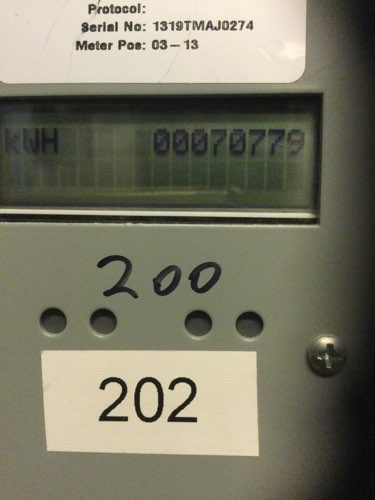 Protocol:
Serial No: 1319TMAJ0274
Meter Pos: 03-13
kWH 00070779
200
202